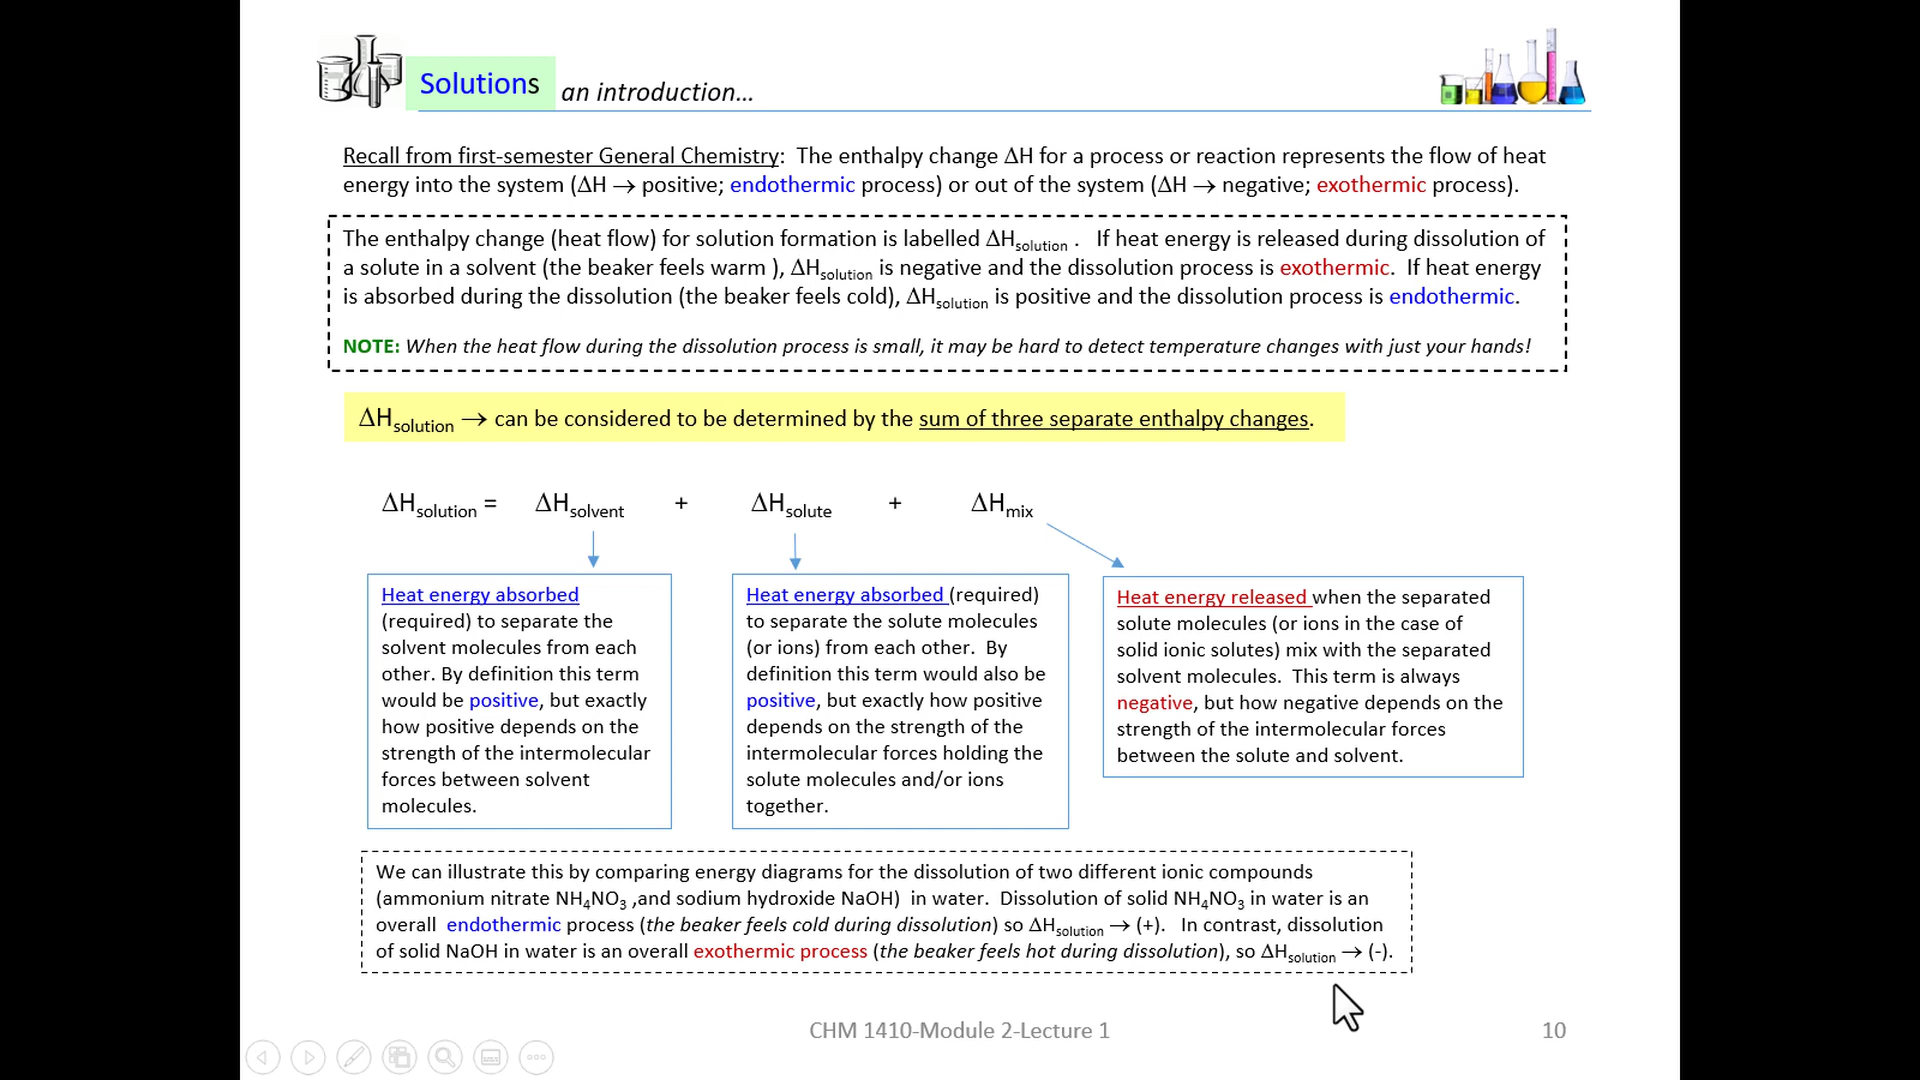 Solutions an introduction...
Recall from first-semester General Chemistry: The enthalpy change ΔH for a process or reaction represents the flow of heat
energy into the system (ΔH → positive; endothermic process) or out of the system (ΔH → negative; exothermic process).
The enthalpy change (heat flow) for solution formation is labelled ΔHsolution . If heat energy is released during dissolution of
a solute in a solvent (the beaker feels warm ), ΔHsolution is negative and the dissolution process is exothermic. If heat energy
is absorbed during the dissolution (the beaker feels cold), ΔHsolution is positive and the dissolution process is endothermic.
NOTE: When the heat flow during the dissolution process is small, it may be hard to detect temperature changes with just your hands!
ΔHsolution → can be considered to be determined by the sum of three separate enthalpy changes.
ΔHsolution = ΔHsolvent + ΔHsolute + ΔHmix
Heat energy absorbed
(required) to separate the
solvent molecules from each
other. By definition this term
would be positive, but exactly
how positive depends on the
strength of the intermolecular
forces between solvent
molecules.
Heat energy absorbed (required)
to separate the solute molecules
(or ions) from each other. By
definition this term would also be
positive, but exactly how positive
depends on the strength of the
intermolecular forces holding the
solute molecules and/or ions
together.
Heat energy released when the separated
solute molecules (or ions in the case of
solid ionic solutes) mix with the separated
solvent molecules. This term is always
negative, but how negative depends on the
strength of the intermolecular forces
between the solute and solvent.
We can illustrate this by comparing energy diagrams for the dissolution of two different ionic compounds
(ammonium nitrate NH₄NO₃ ,and sodium hydroxide NaOH) in water. Dissolution of solid NH₄NO₃ in water is an
overall endothermic process (the beaker feels cold during dissolution) so ΔHsolution → (+). In contrast, dissolution
of solid NaOH in water is an overall exothermic process (the beaker feels hot during dissolution), so ΔHsolution → (-).
CHM 1410-Module 2-Lecture 1
10